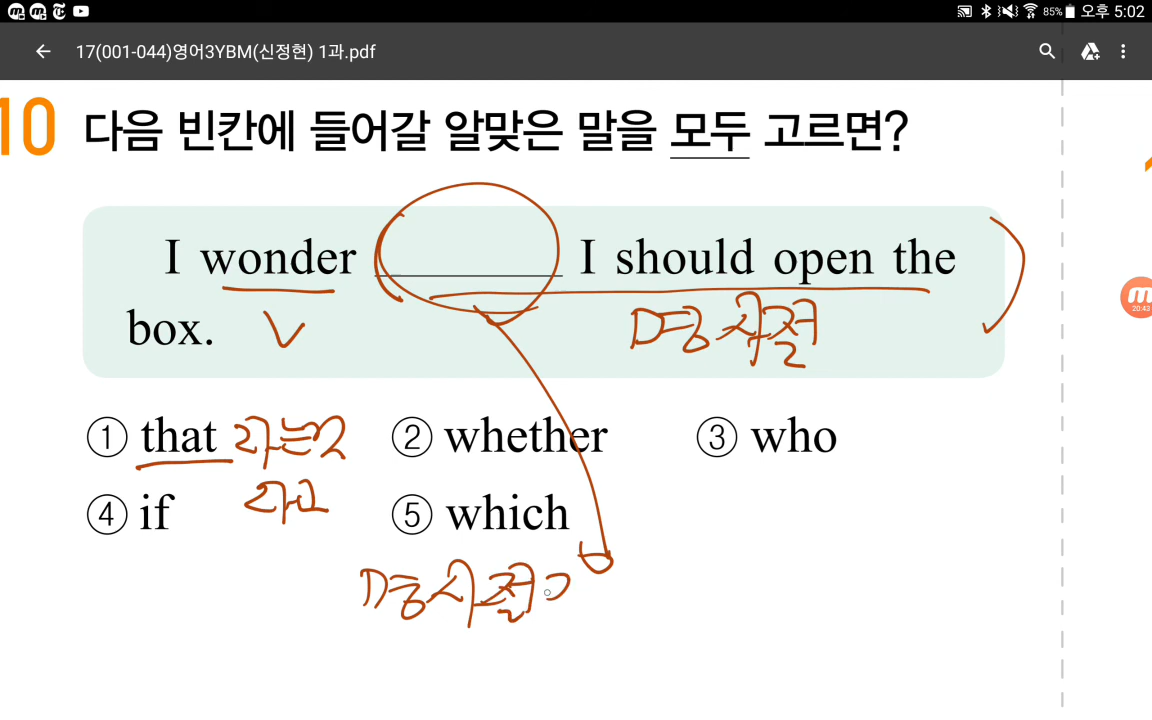 85% 오후 5:02
17(001-044)영어3YBM(신정현) 1과.pdf
10 다음 빈칸에 들어갈 알맞은 말을 모두 고르면?
I wonder ____________ I should open the
box. V 명사절
① that 라는것 ② whether ③ who
④ if 라고 ⑤ which
명사절
20:43